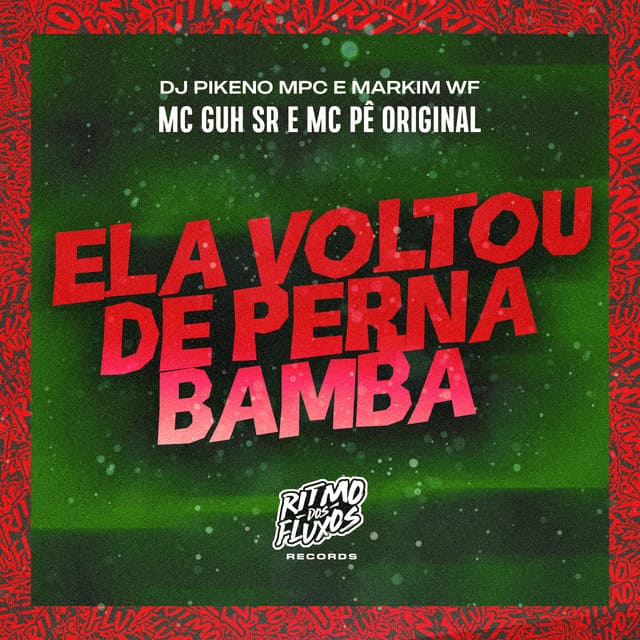 DJ PIKENO MPC E MARKIM WF
MC GUH SR E MC PÊ ORIGINAL
ELA VOLTOU
DE PERNA
BAMBA
RITMO
DOS
FLUXOS
RECORDS